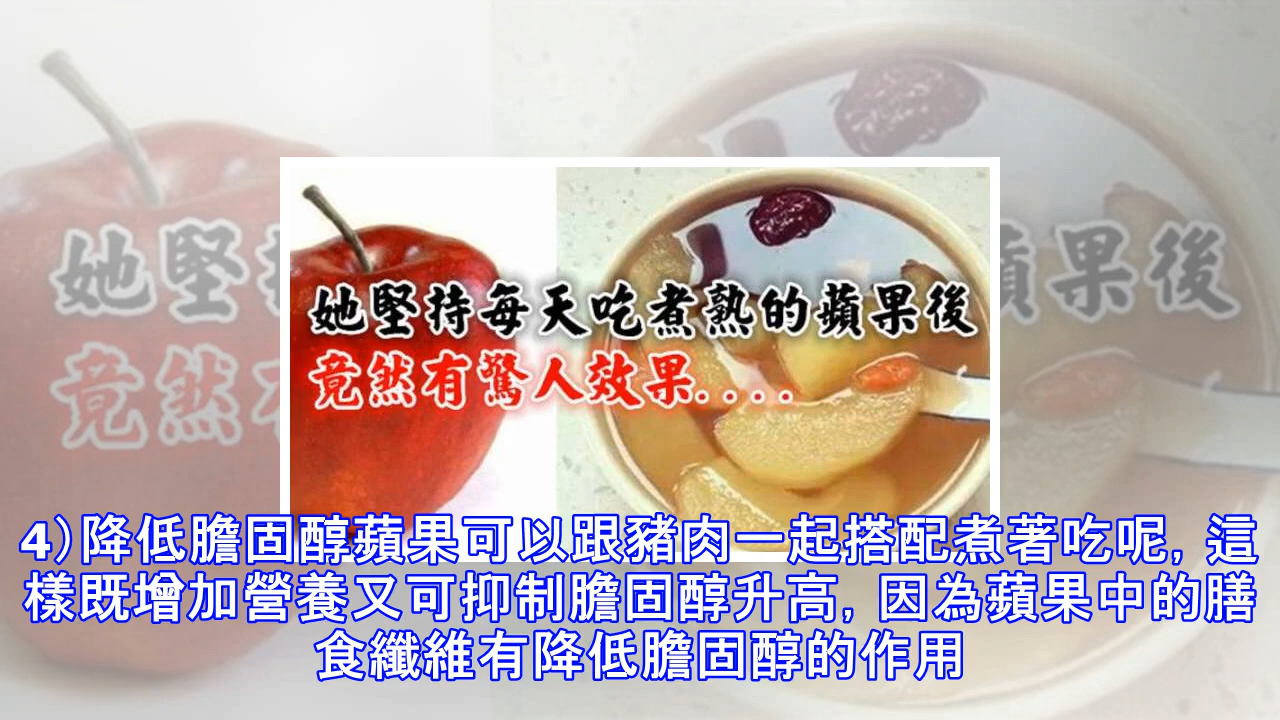 她堅持每天吃煮熟的蘋果後
竟然有驚人效果....
4)降低膽固醇蘋果可以跟豬肉一起搭配煮著吃呢, 這
樣既增加營養又可抑制膽固醇升高, 因為蘋果中的膳
食纖維有降低膽固醇的作用